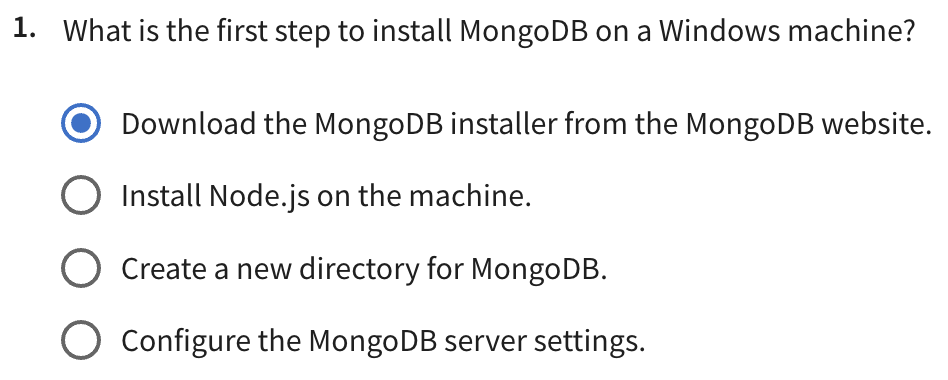 1. What is the first step to install MongoDB on a Windows machine?
Download the MongoDB installer from the MongoDB website.
Install Node.js on the machine.
Create a new directory for MongoDB.
Configure the MongoDB server settings.